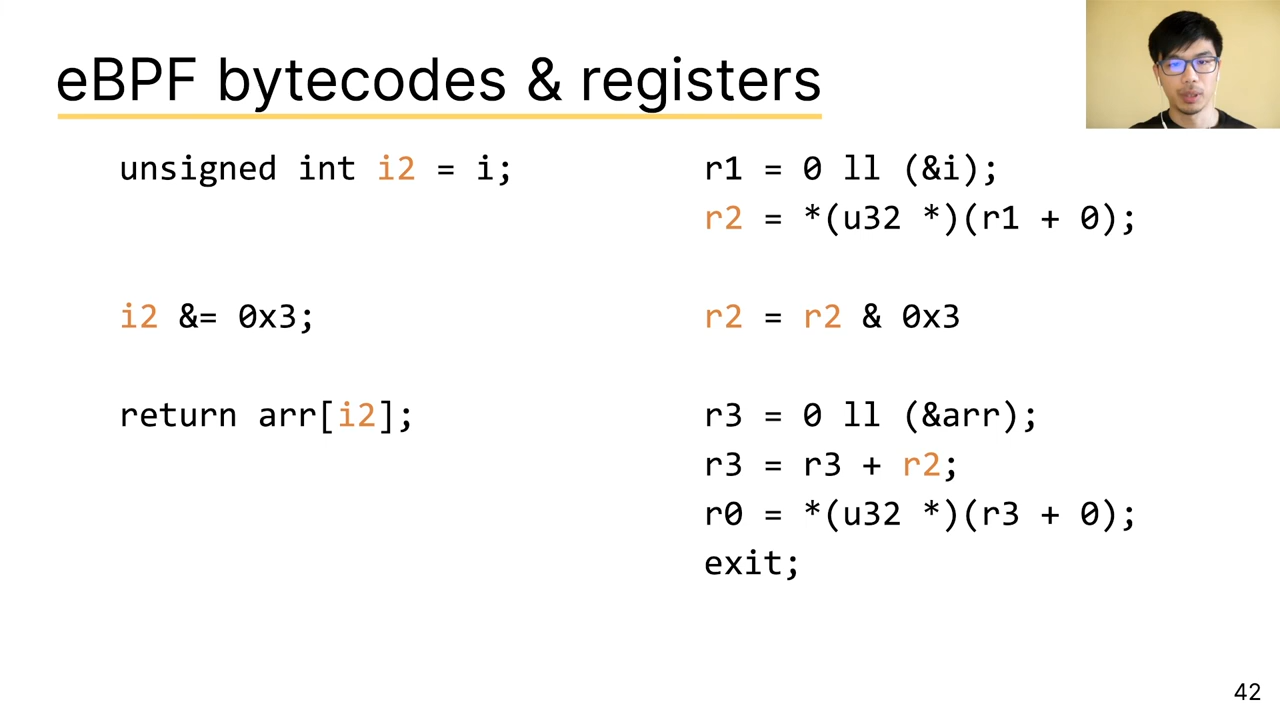 eBPF bytecodes & registers
unsigned int i2 = i;
i2 &= 0x3;
return arr[i2];
r1 = 0 ll (&i);
r2 = *(u32 *)(r1 + 0);
r2 = r2 & 0x3
r3 = 0 ll (&arr);
r3 = r3 + r2;
r0 = *(u32 *)(r3 + 0);
exit;
42